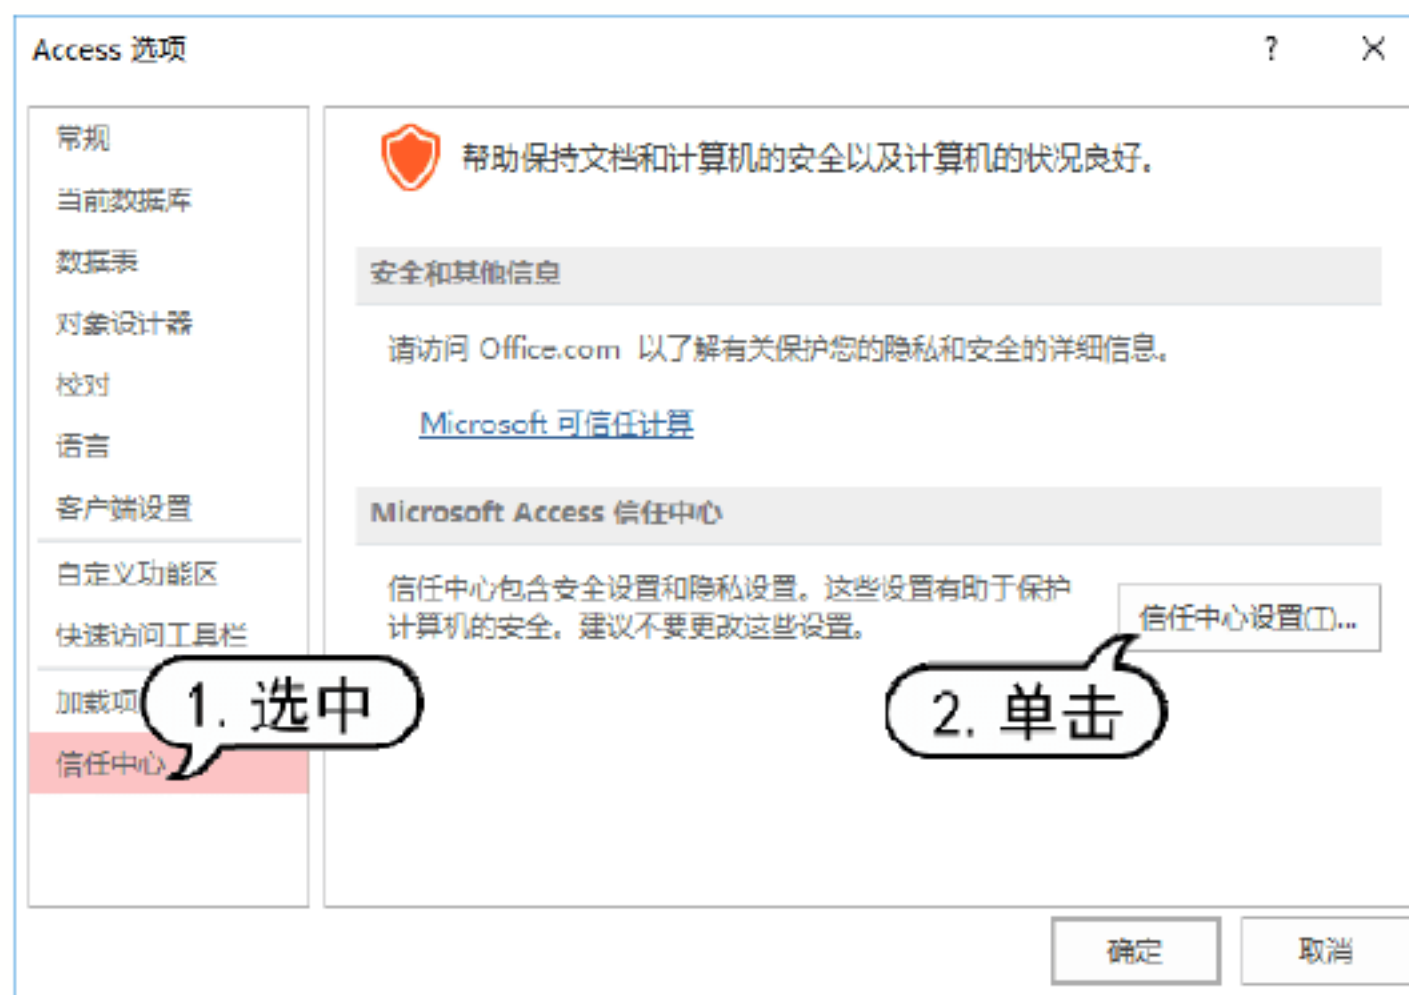 Access 选项
?
常规
当前数据库
数据表
对象设计器
校对
语言
客户端设置
自定义功能区
快速访问工具栏
加载项
信任中心
1. 选中
帮助保持文档和计算机的安全以及计算机的状况良好。
安全和其他信息
请访问 Office.com 以了解有关保护您的隐私和安全的详细信息。
Microsoft 可信任计算
Microsoft Access 信任中心
信任中心包含安全设置和隐私设置。这些设置有助于保护
计算机的安全。建议不要更改这些设置。
信任中心设置(T)...
2. 单击
确定
取消